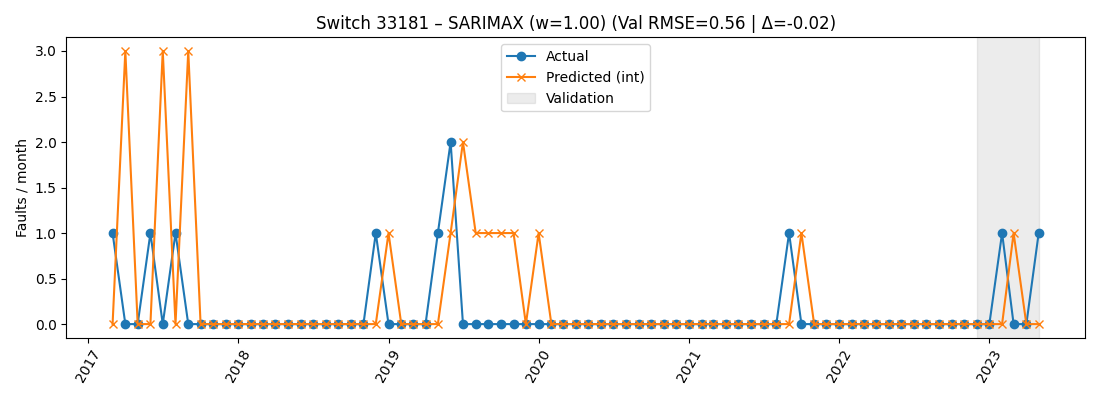 Switch 33181 – SARIMAX (w=1.00) (Val RMSE=0.56 | Δ=-0.02)
Actual
Predicted (int)
Validation
Faults / month
3.0
2.5
2.0
1.5
1.0
0.5
0.0
2017
2018
2019
2020
2021
2022
2023